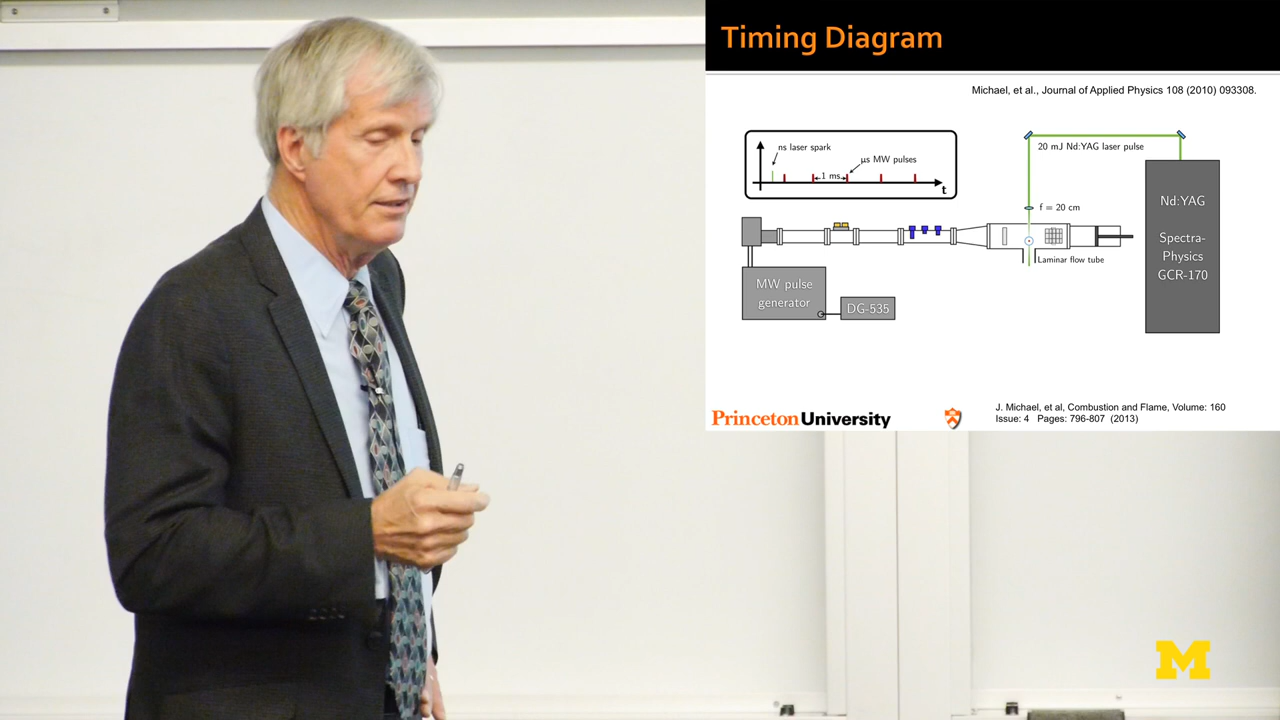 Timing Diagram
Michael, et al., Journal of Applied Physics 108 (2010) 093308.
ns laser spark
µs MW pulses
1 ms
t
20 mJ Nd:YAG laser pulse
f = 20 cm
Laminar flow tube
Nd:YAG
Spectra-
Physics
GCR-170
MW pulse
generator
DG-535
Princeton University
J. Michael, et al, Combustion and Flame, Volume: 160
Issue: 4 Pages: 796-807 (2013)
M